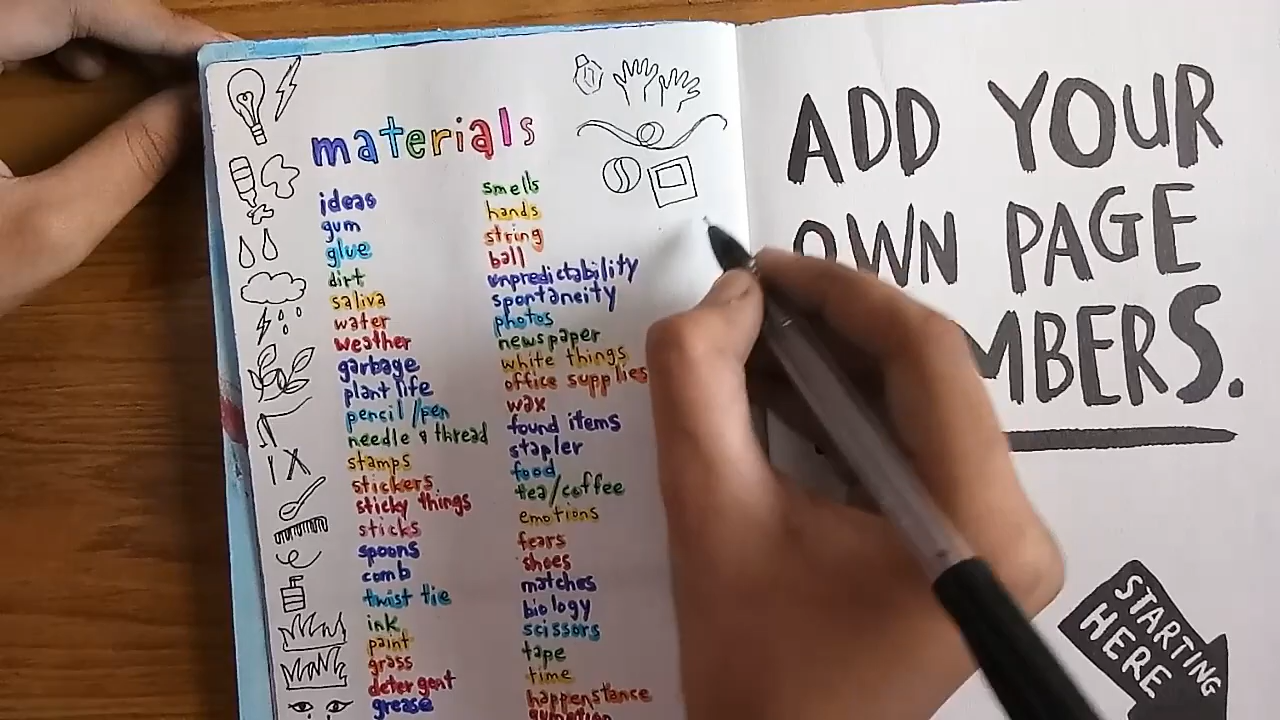 materials
ideas
gum
glue
dirt
saliva
water
weather
garbage
plant life
pencil/pen
needle & thread
stamps
stickers
sticky things
sticks
spoons
comb
twist tie
ink
paint
grass
detergent
grease
smells
hands
string
ball
unpredictability
spontaneity
photos
newspaper
white things
office supplies
wax
found items
stapler
food
tea/coffee
emotions
fears
shoes
matches
biology
scissors
tape
time
happenstance
ADD YOUR
OWN PAGE
MBERS.
STARTING
HERE